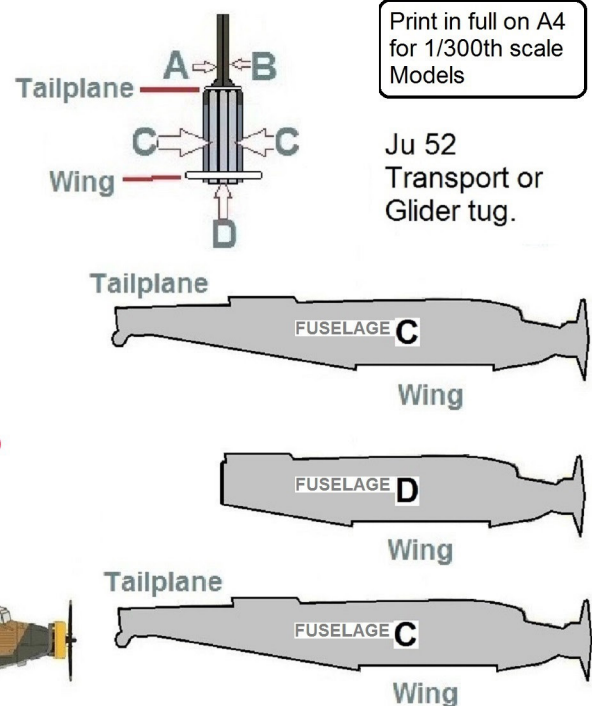 Print in full on A4
for 1/300th scale
Models
A B
Tailplane
C C
Wing
D
Ju 52
Transport or
Glider tug.
Tailplane
FUSELAGE C
Wing
FUSELAGE D
Wing
Tailplane
FUSELAGE C
Wing